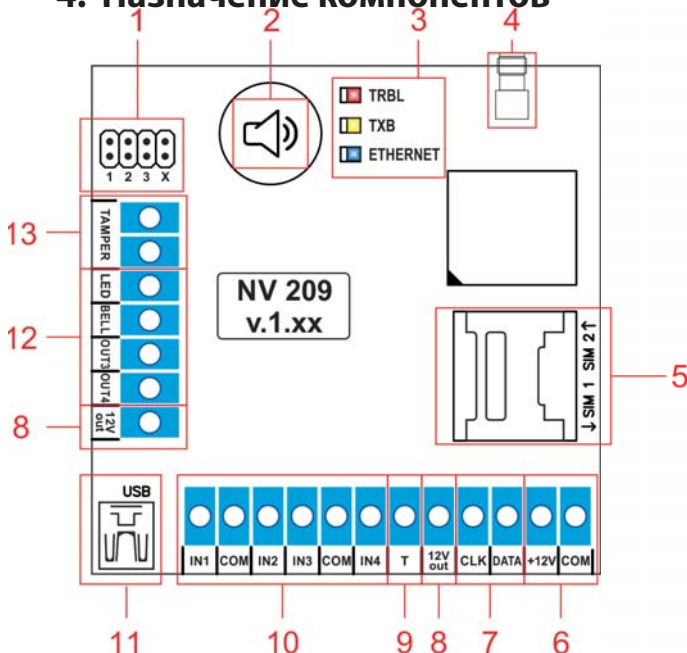 4. Назначение компонентов
1 2 3 4
TRBL
TXB
ETHERNET
1 2 3 X
13
TAMPER
LED
BELL
OUT3
OUT4
12V out
12
8
NV 209
v.1.xx
↓SIM 1 SIM 2↑
5
USB
IN1 COM IN2 IN3 COM IN4 T 12V out CLK DATA +12V COM
11 10 9 8 7 6